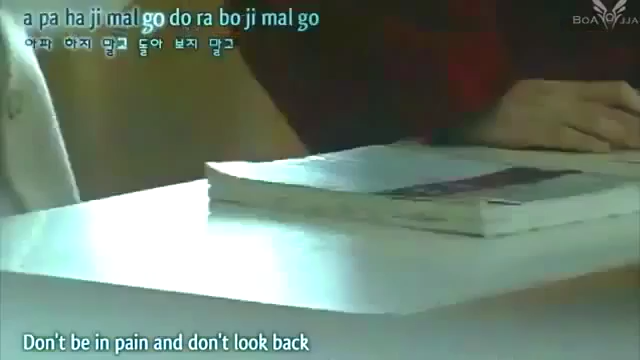 a pa ha ji mal go do ra bo ji mal go
아파 하지 말고 돌아 보지 말고
BoA JJA
Don't be in pain and don't look back